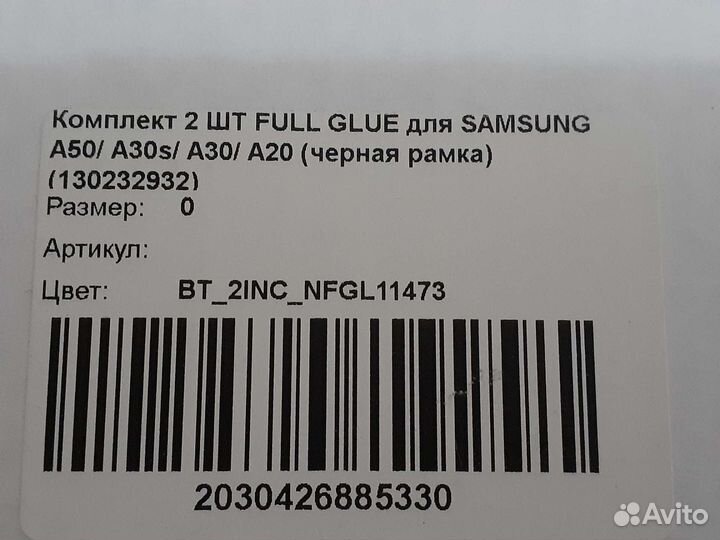 Комплект 2 ШТ FULL GLUE для SAMSUNG
A50/ A30s/ A30/ A20 (черная рамка)
(130232932)
Размер: 0
Артикул:
Цвет: BT_2INC_NFGL11473
2030426885330
Avito